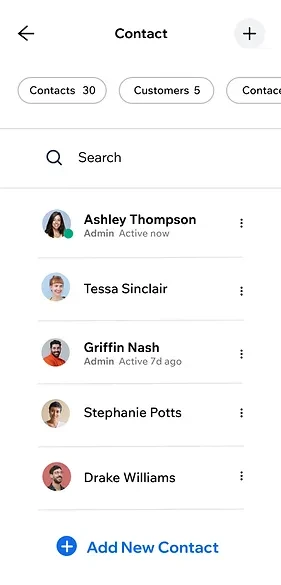 Contact
Contacts 30
Customers 5
Contac
Search
Ashley Thompson
Admin Active now
Tessa Sinclair
Griffin Nash
Admin Active 7d ago
Stephanie Potts
Drake Williams
Add New Contact